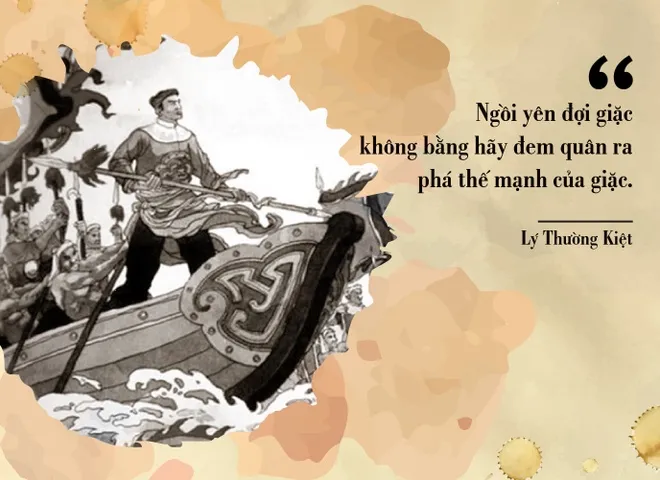 “
Ngồi yên đợi giặc
không bằng hãy đem quân ra
phá thế mạnh của giặc.
Lý Thường Kiệt